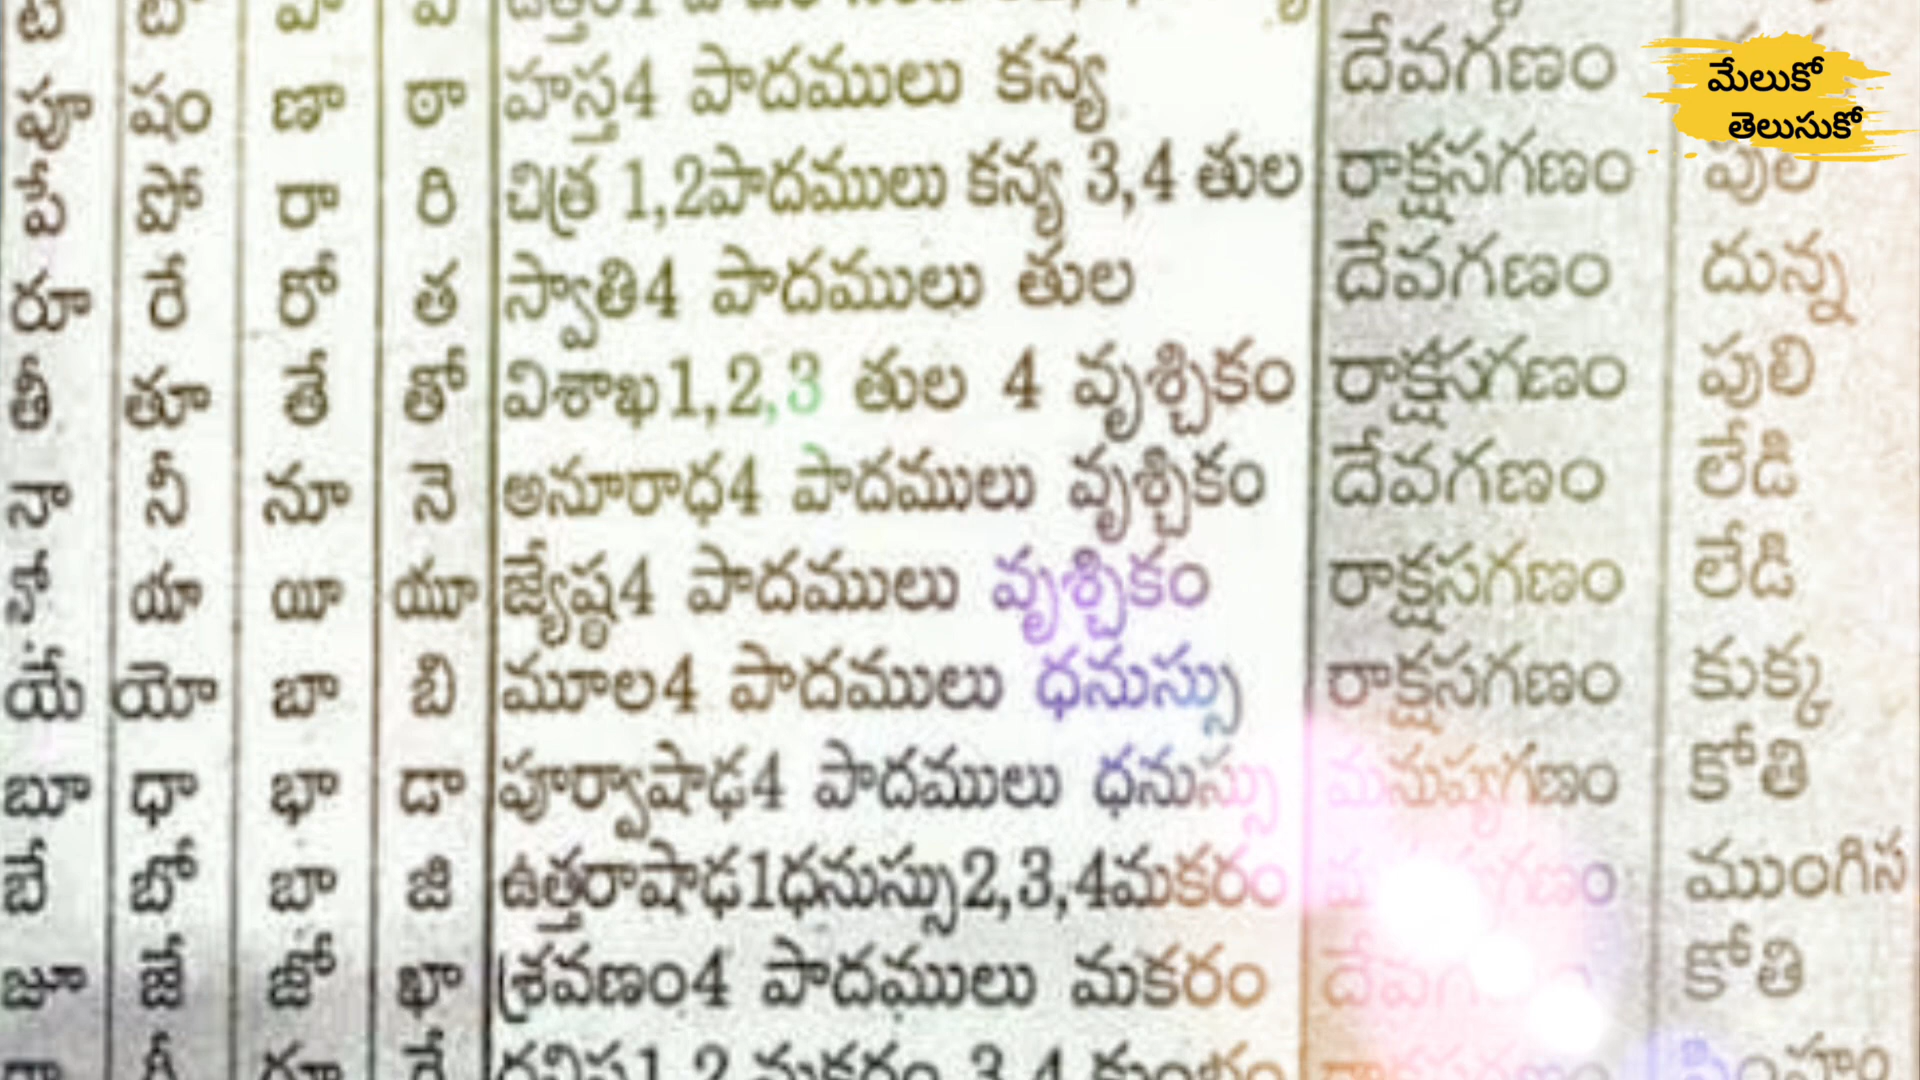 మేలుకో
తెలుసుకో
పూ షం ణా ఠా హస్త4 పాదములు కన్య దేవగణం
పే పో రా రి చిత్ర 1,2పాదములు కన్య 3,4 తుల రాక్షసగణం పులి
రూ రే రో త స్వాతి4 పాదములు తుల దేవగణం దున్న
తీ తూ తే తో విశాఖ1,2,3 తుల 4 వృశ్చికం రాక్షసగణం పులి
నా నీ నూ నె అనూరాధ4 పాదములు వృశ్చికం దేవగణం లేడి
యా యీ యూ జ్యేష్ఠ4 పాదములు వృశ్చికం రాక్షసగణం లేడి
యే యో బా బి మూల4 పాదములు ధనుస్సు రాక్షసగణం కుక్క
బూ ధా భా డా పూర్వాషాఢ4 పాదములు ధనుస్సు మనుష్యగణం కోతి
బే బో బా జి ఉత్తరాషాఢ1ధనుస్సు2,3,4మకరం ముంగిస
జూ జే జో ఖా శ్రవణం4 పాదములు మకరం దేవగణం కోతి